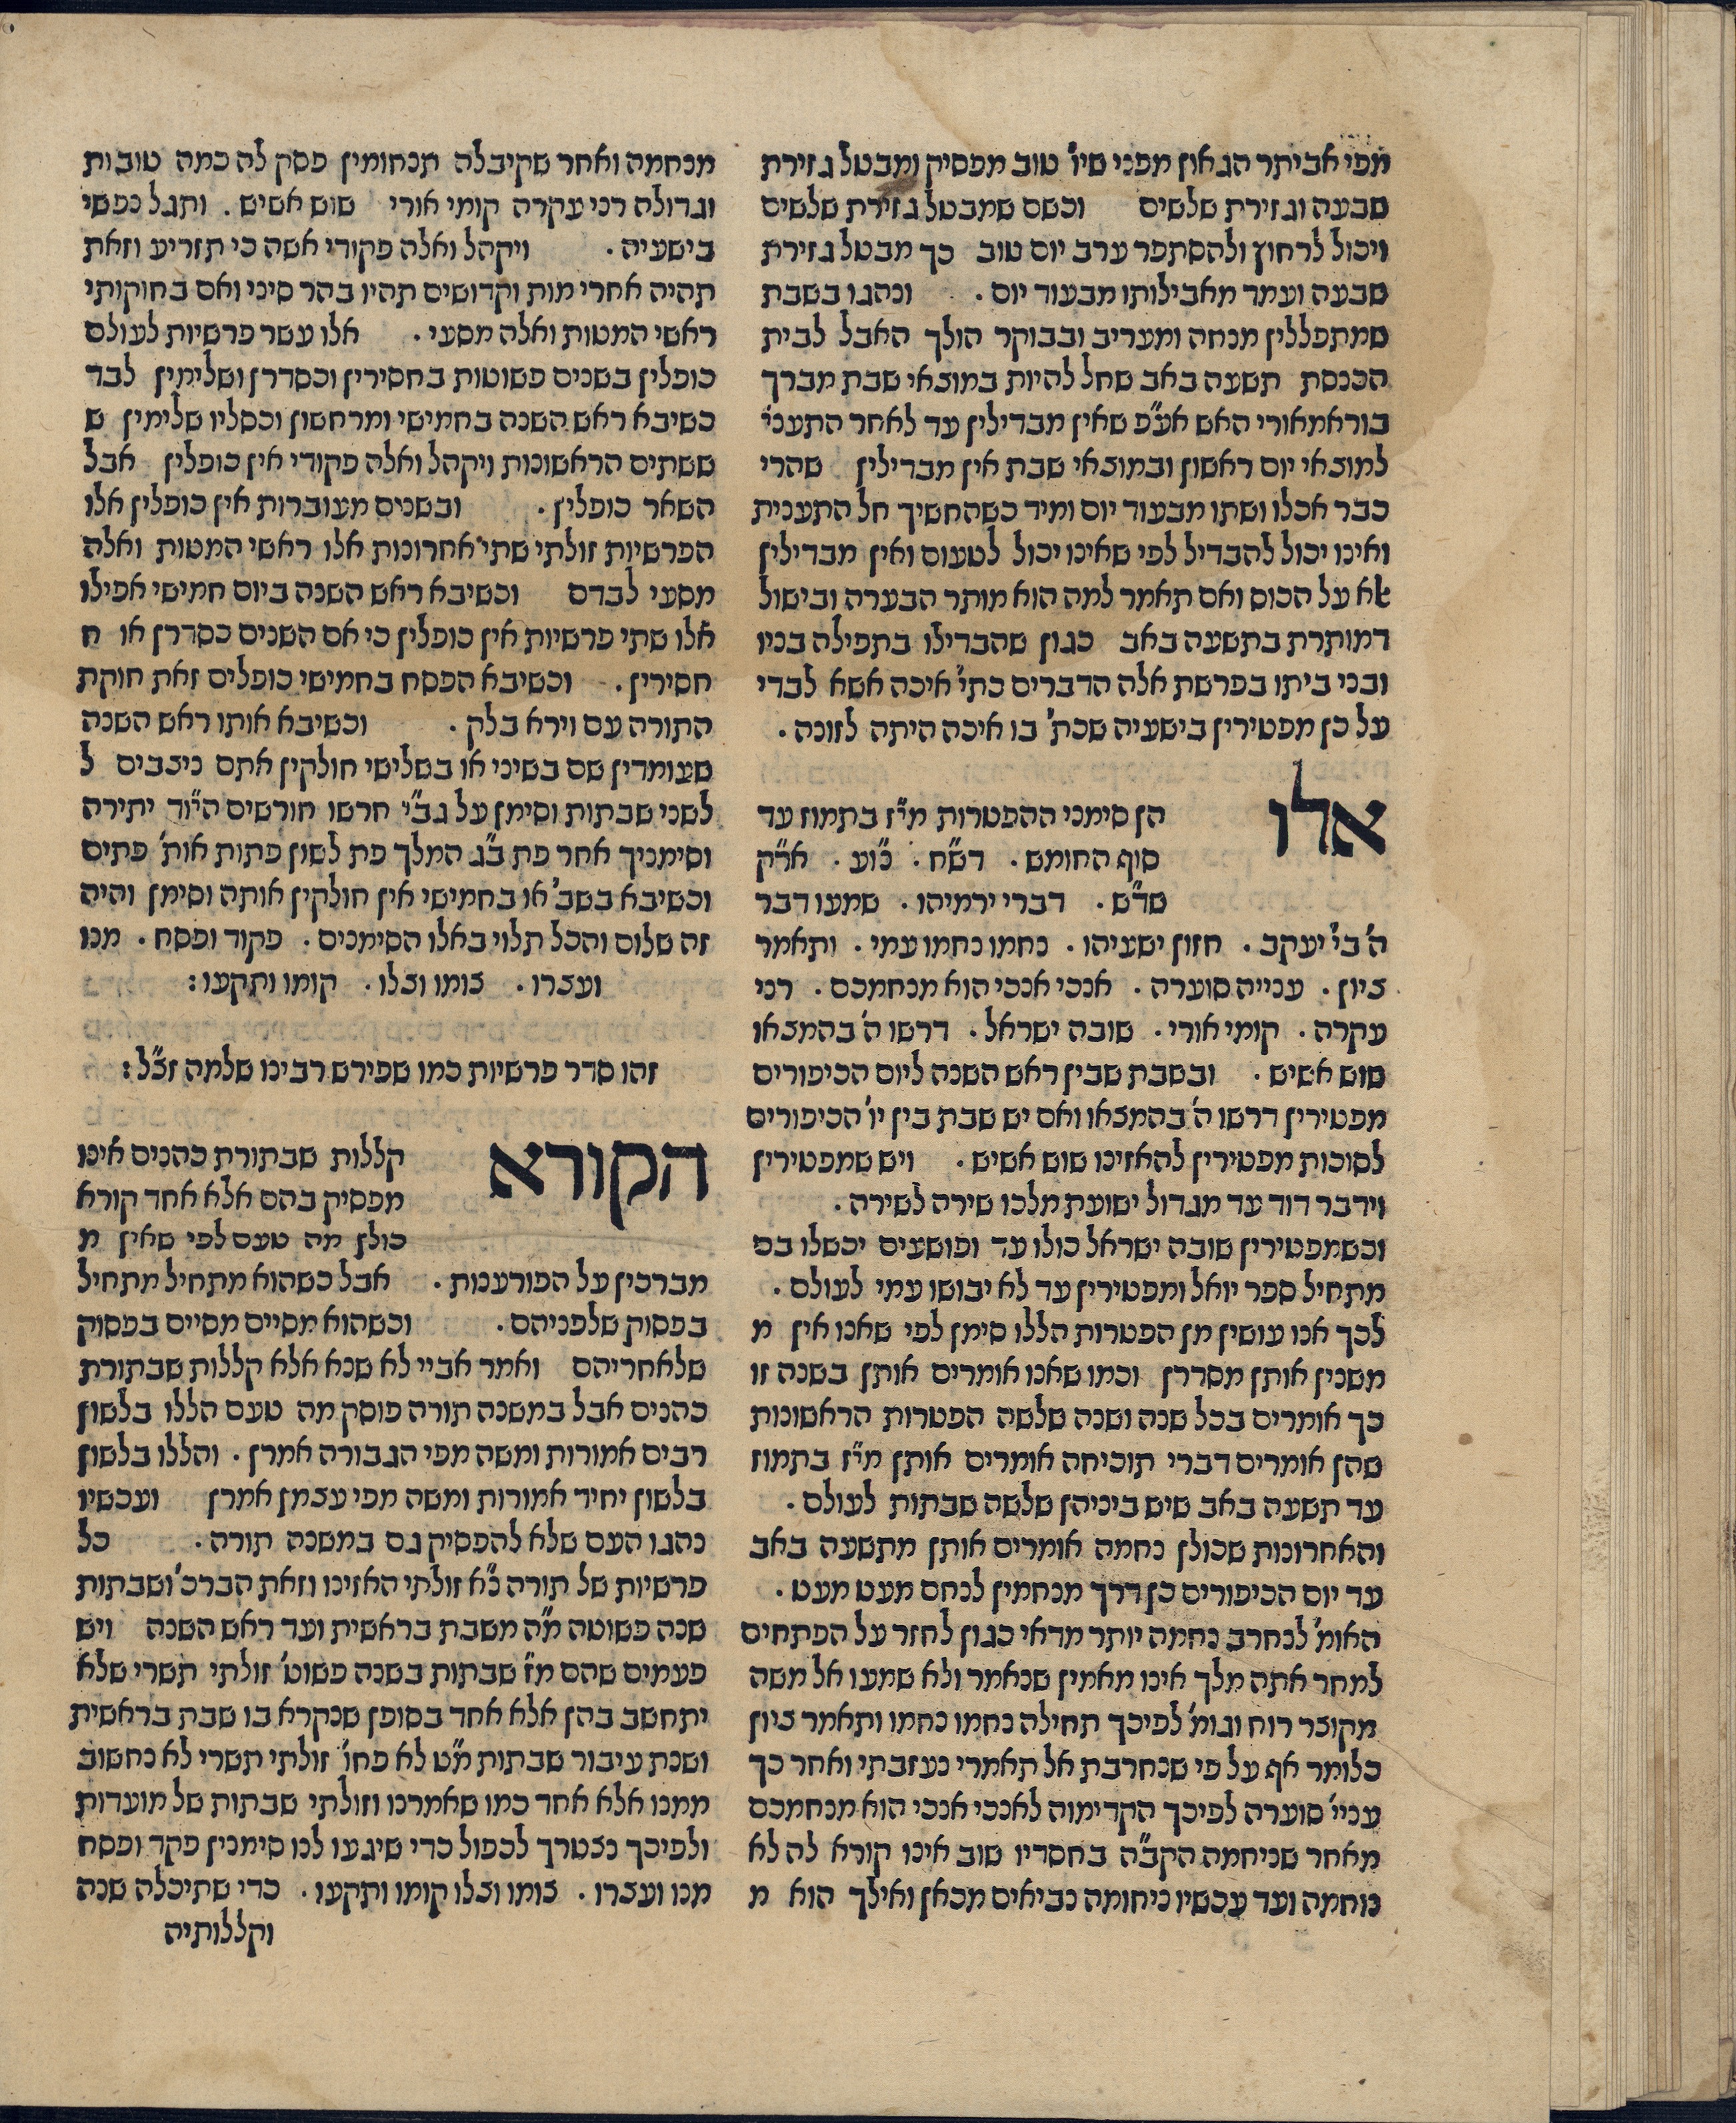 מפי אביתר הגאון מפני שיו' טוב מפסיק ומבטל גזירת
שבעה וגזירת שלשים וכשם שמבטל גזירת שלשים
ויכול לרחוץ ולהסתפר ערב יום טוב כך מבטל גזירת
שבעה ועמד מאבילותו מבעוד יום . ונהגו בשבת
שמתפללין מנחה ומעריב ובבוקר הולך האבל לבית
הכנסת תשעה באב שחל להיות במוצאי שבת מברך
בורא מאורי האש אע"פ שאין מבדילין עד לאחר התעני'
למוצאי יום ראשון ובמוצאי שבת אין מבדילין שהרי
כבר אכלו ושתו מבעוד יום ומיד כשהחשיך חל התענית
ואינו יכול להבדיל לפי שאינו יכול לטעום ואין מבדילין
אלא על הכוס ואם תאמר למה הוא מותר הבערה ובישול
דמותרת בתשעה באב כגון שהבדילו בתפילה בניו
ובני ביתו בפרשת אלה הדברים כתי' איכה אשא לבדי
על כן מפטירין בישעיה שכת' בו איכה היתה לזונה .
אלו הן סימני ההפטרות מי"ז בתמוז עד
סוף החומש . דש"ח . נ"וע . אר"ק
שד"ש . דברי ירמיהו . שמעו דבר
ה' בי' יעקב . חזון ישעיהו . נחמו נחמו עמי . ותאמר
ציון . ענייה סוערה . אנכי אנכי הוא מנחמכם . רני
עקרה . קומי אורי . שובה ישראל . דרשו ה' בהמצאו
שוש אשיש . ובשבת שבין ראש השנה ליום הכיפורים
מפטירין דרשו ה' בהמצאו ואם יש שבת בין יו' הכיפורים
לסוכות מפטירין להאזינו שוש אשיש . ויש שמפטירין
וידבר דוד עד מגדול ישועת מלכו שירה לשירה .
וכשמפטירין שובה ישראל כולו עד ופושעים יכשלו בם
מתחיל ספר יואל ומפטירין עד לא יבושו עמי לעולם .
לכך אנו עושין מן הפטרות הללו סימן לפי שאנו אין מ
משנין אותן מסדרן וכמו שאנו אומרים אותן בשנה זו
כך אומרים בכל שנה ושנה שלשה הפטרות הראשונות
שהן אומרים דברי תוכיחה אומרים אותן מי"ז בתמוז
עד תשעה באב שיש ביניהן שלשה שבתות לעולם .
והאחרונות שכולן נחמה אומרים אותן מתשעה באב
עד יום הכיפורים כן דרך מנחמין לנחם מעט מעט .
האומ' לנחרב נחמה יותר מדאי כגון לחזר על הפתחים
למחר אתה מלך אינו מאמין שנאמר ולא שמעו אל משה
מקוצר רוח וגומ' לפיכך תחילה נחמו נחמו ותאמר ציון
כלומר אף על פי שנחרבת אל תאמרי נעזבתי ואחר כך
עניי' סוערה לפיכך הקדימוה לאנכי אנכי הוא מנחמכם
מאחר שניחמה הקב"ה בחסדיו שוב אינו קורא לה לא
נוחמה ועד עכשיו ניחומה נביאים מכאן ואילך הוא מ
מנחמה ואחר שקיבלה תנחומין פסק לה כמה טובות
וגדולה רני עקרה קומי אורי שוש אשיש . ותגל נפשי
בישעיה . ויקהל ואלה פקודי אשה כי תזריע וזאת
תהיה אחרי מות וקדושים תהיו בהר סיני ואם בחוקותי
ראשי המטות ואלה מסעי . אלו עשר פרשיות לעולם
כופלין בשנים פשוטות בחסירין וכסדרן ושלימין לבד
כשיבא ראש השנה בחמישי ומרחשון וכסליו שלימין ש
ששתים הראשונות ויקהל ואלה פקודי אין כופלין אבל
השאר כופלין . ובשנים מעוברות אין כופלין אלו
הפרשיות זולתי שתי אחרונות אלו ראשי המטות ואלה
מסעי לבדם וכשיבא ראש השנה ביום חמישי אפילו
אלו שתי פרשיות אין כופלין כי אם השנים כסדרן או ח
חסירין . וכשיבא הפסח בחמישי כופלים זאת חוקת
התורה עם וירא בלק . וכשיבא אותו ראש השנה
שעומדין שם בשיני או בשלישי חולקין אתם ניצבים ל
לשני שבתות וסימן על גב"י חרשו חורשים הי"וד יתירה
וסימניך אחר פת ב"ג המלך פת לשון פתות אות' פתים
וכשיבא בשב' או בחמישי אין חולקין אותה וסימן והיה
זה שלום והכל תלוי באלו הסימנים . פקוד ופסח . מנו
ועצרו . צומו וצלו . קומו ותקעו :
זהו סדר פרשיות כמו שפירש רבינו שלמה זצ"ל :
הקורא קללות שבתורת כהנים אינו
מפסיק בהם אלא אחד קורא
כולן מה טעם לפי שאין מ
מברכין על הפורענות . אבל כשהוא מתחיל מתחיל
בפסוק שלפניהם . וכשהוא מסיים מסיים בפסוק
שלאחריהם ואמר אביי לא שנא אלא קללות שבתורת
כהנים אבל במשנה תורה פוסק מה טעם הללו בלשון
רבים אמורות ומשה מפי הגבורה אמרן . והללו בלשון
בלשון יחיד אמורות ומשה מפי עצמן אמרן ועכשיו
נהגו העם שלא להפסיק גם במשנה תורה . כל
פרשיות של תורה נ"א זולתי האזינו וזאת הברכ' ושבתות
שנה פשוטה מ"ה משבת בראשית ועד ראש השנה ויש
פעמים שהם מ"ז שבתות בשנה פשוט' זולתי תשרי שלא
יתחשב בהן אלא אחד בסופן שנקרא בו שבת בראשית
ושנת עיבור שבתות מ"ט לא פחו' זולתי תשרי לא נחשוב
ממנו אלא אחד כמו שאמרנו וזולתי שבתות של מועדות
ולפיכך נצטרך לכפול כדי שיגעו לנו סימנין פקד ופסח
מנו ועצרו . צומו וצלו קומו ותקעו . כדי שתיכלה שנה
וקללותיה